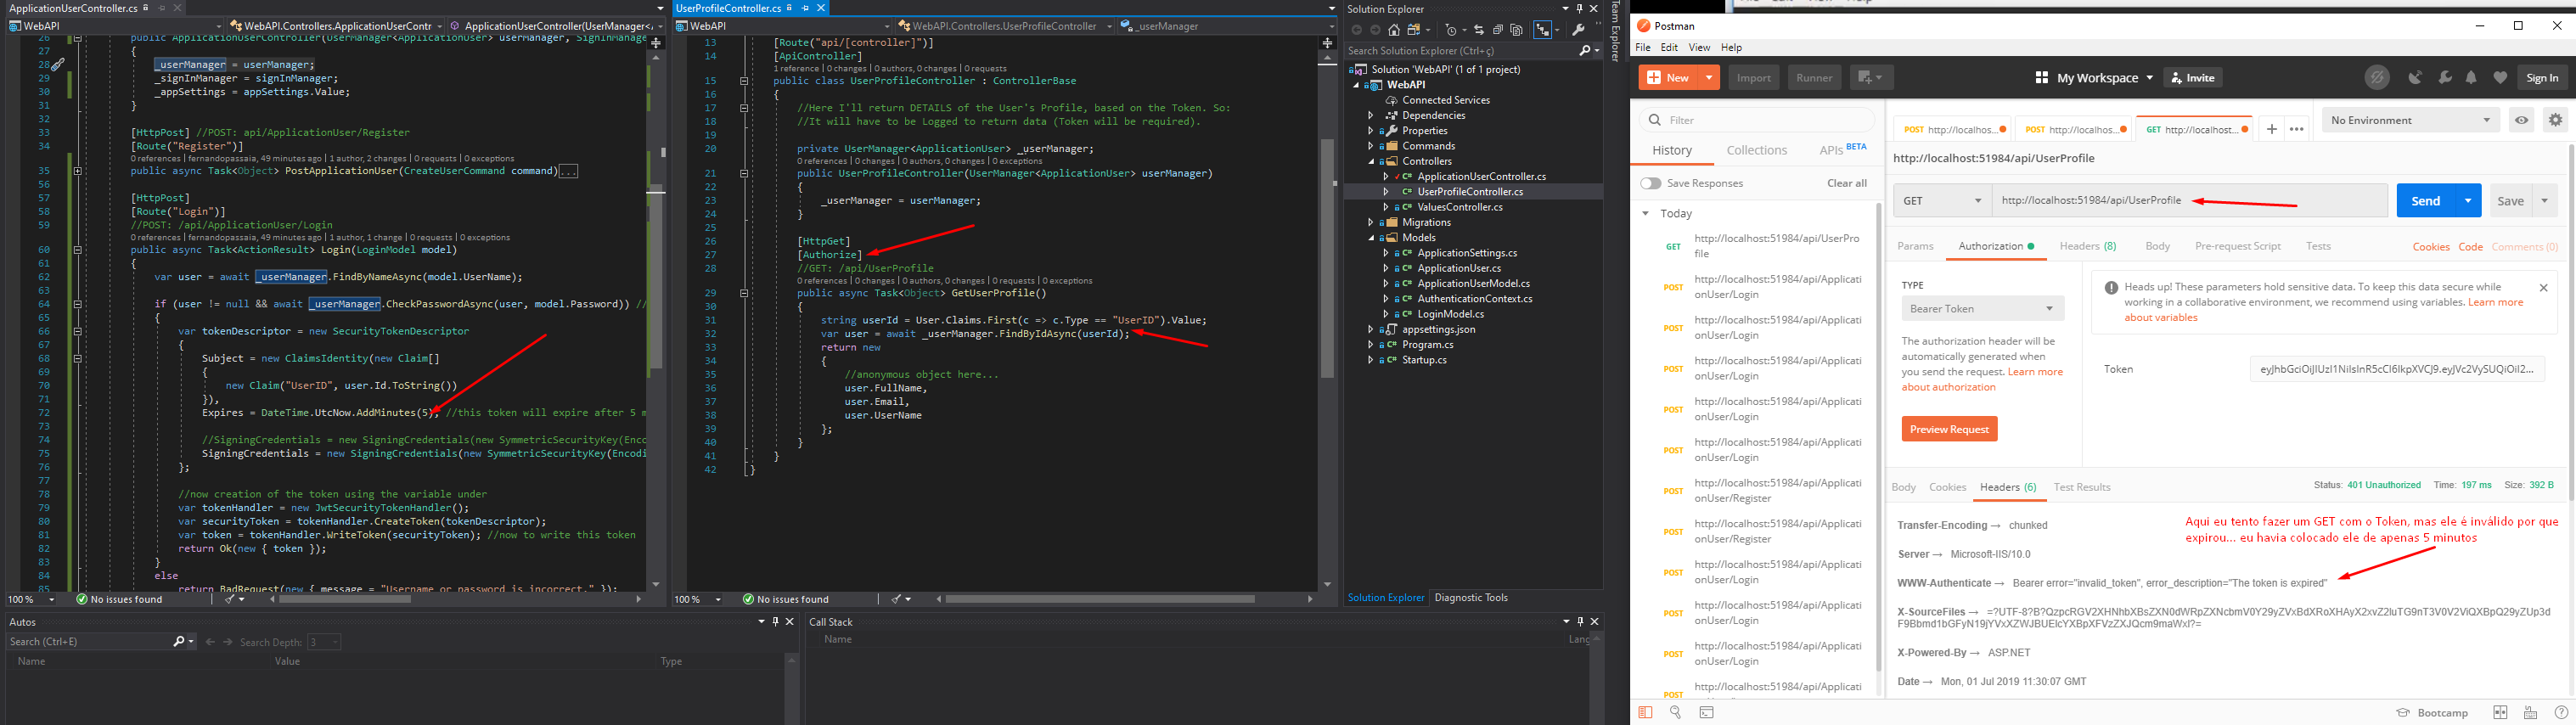 ApplicationUserController.cs
WebAPI
WebAPI.Controllers.ApplicationUserContr
ApplicationUserController(UserManager<A
26 public ApplicationUserController(UserManager<ApplicationUser> userManager, SignInManage
27 {
28 _userManager = userManager;
29 _signInManager = signInManager;
30 _appSettings = appSettings.Value;
31 }
32
33 [HttpPost] //POST: api/ApplicationUser/Register
34 [Route("Register")]
0 references | fernandopassaia, 49 minutes ago | 1 author, 2 changes | 0 requests | 0 exceptions
35 public async Task<Object> PostApplicationUser(CreateUserCommand command)...
56
57 [HttpPost]
58 [Route("Login")]
59 //POST: /api/ApplicationUser/Login
0 references | fernandopassaia, 49 minutes ago | 1 author, 1 change | 0 requests | 0 exceptions
60 public async Task<ActionResult> Login(LoginModel model)
61 {
62 var user = await _userManager.FindByNameAsync(model.UserName);
63
64 if (user != null && await _userManager.CheckPasswordAsync(user, model.Password)) //
65 {
66 var tokenDescriptor = new SecurityTokenDescriptor
67 {
68 Subject = new ClaimsIdentity(new Claim[]
69 {
70 new Claim("UserID", user.Id.ToString())
71 }),
72 Expires = DateTime.UtcNow.AddMinutes(5), //this token will expire after 5 m
73
74 //SigningCredentials = new SigningCredentials(new SymmetricSecurityKey(Enco
75 SigningCredentials = new SigningCredentials(new SymmetricSecurityKey(Encodi
76 };
77
78 //now creation of the token using the variable under
79 var tokenHandler = new JwtSecurityTokenHandler();
80 var securityToken = tokenHandler.CreateToken(tokenDescriptor);
81 var token = tokenHandler.WriteToken(securityToken); //now to write this token
82 return Ok(new { token });
83 }
84 else
85 return BadRequest(new { message = "Username or password is incorrect." });
100 %
No issues found
UserProfileController.cs
WebAPI
WebAPI.Controllers.UserProfileController
_userManager
13 [Route("api/[controller]")]
14 [ApiController]
1 reference | 0 changes | 0 authors, 0 changes | 0 requests
15 public class UserProfileController : ControllerBase
16 {
17 //Here I'll return DETAILS of the User's Profile, based on the Token. So:
18 //It will have to be Logged to return data (Token will be required).
19
20 private UserManager<ApplicationUser> _userManager;
0 references | 0 changes | 0 authors, 0 changes | 0 exceptions
21 public UserProfileController(UserManager<ApplicationUser> userManager)
22 {
23 _userManager = userManager;
24 }
25
26 [HttpGet]
27 [Authorize]
28 //GET: /api/UserProfile
0 references | 0 changes | 0 authors, 0 changes | 0 requests | 0 exceptions
29 public async Task<Object> GetUserProfile()
30 {
31 string userId = User.Claims.First(c => c.Type == "UserID").Value;
32 var user = await _userManager.FindByIdAsync(userId);
33 return new
34 {
35 //anonymous object here...
36 user.FullName,
37 user.Email,
38 user.UserName
39 };
40 }
41 }
42 }
100 %
No issues found
Autos
Search (Ctrl+E)
Search Depth: 3
Name Value Type
Call Stack
Name Lang
Solution Explorer
Search Solution Explorer (Ctrl+ç)
Solution 'WebAPI' (1 of 1 project)
WebAPI
Connected Services
Dependencies
Properties
Commands
Controllers
ApplicationUserController.cs
UserProfileController.cs
ValuesController.cs
Migrations
Models
ApplicationSettings.cs
ApplicationUser.cs
ApplicationUserModel.cs
AuthenticationContext.cs
LoginModel.cs
appsettings.json
Program.cs
Startup.cs
Solution Explorer Diagnostic Tools
Team Explorer
Postman
File Edit View Help
New Import Runner
My Workspace
Invite
Sign In
Filter
History Collections APIs BETA
Save Responses
Clear all
Today
GET http://localhost:51984/api/UserPro
file
POST http://localhost:51984/api/Applicati
onUser/Login
POST http://localhost:51984/api/Applicati
onUser/Login
POST http://localhost:51984/api/Applicati
onUser/Login
POST http://localhost:51984/api/Applicati
onUser/Login
POST http://localhost:51984/api/Applicati
onUser/Login
POST http://localhost:51984/api/Applicati
onUser/Register
POST http://localhost:51984/api/Applicati
onUser/Register
POST http://localhost:51984/api/Applicati
onUser/Login
POST http://localhost:51984/api/Applicati
onUser/Login
POST http://localhost:51984/api/Applicati
onUser/Login
POST http://localhost:51984/api/Applicati
POST http://localhos...
POST http://localhos...
GET http://localhost...
No Environment
http://localhost:51984/api/UserProfile
GET http://localhost:51984/api/UserProfile
Send Save
Params Authorization Headers (8) Body Pre-request Script Tests
Cookies Code Comments (0)
TYPE
Bearer Token
The authorization header will be
automatically generated when
you send the request. Learn more
about authorization
Preview Request
Heads up! These parameters hold sensitive data. To keep this data secure while
working in a collaborative environment, we recommend using variables. Learn more
about variables
Token
Body Cookies Headers (6) Test Results
Status: 401 Unauthorized Time: 197 ms Size: 392 B
Aqui eu tento fazer um GET com o Token, mas ele é inválido por que
expirou... eu havia colocado ele de apenas 5 minutos
Transfer-Encoding → chunked
Server → Microsoft-IIS/10.0
WWW-Authenticate → Bearer error="invalid_token", error_description="The token is expired"
X-SourceFiles →
X-Powered-By → ASP.NET
Date → Mon, 01 Jul 2019 11:30:07 GMT
Bootcamp